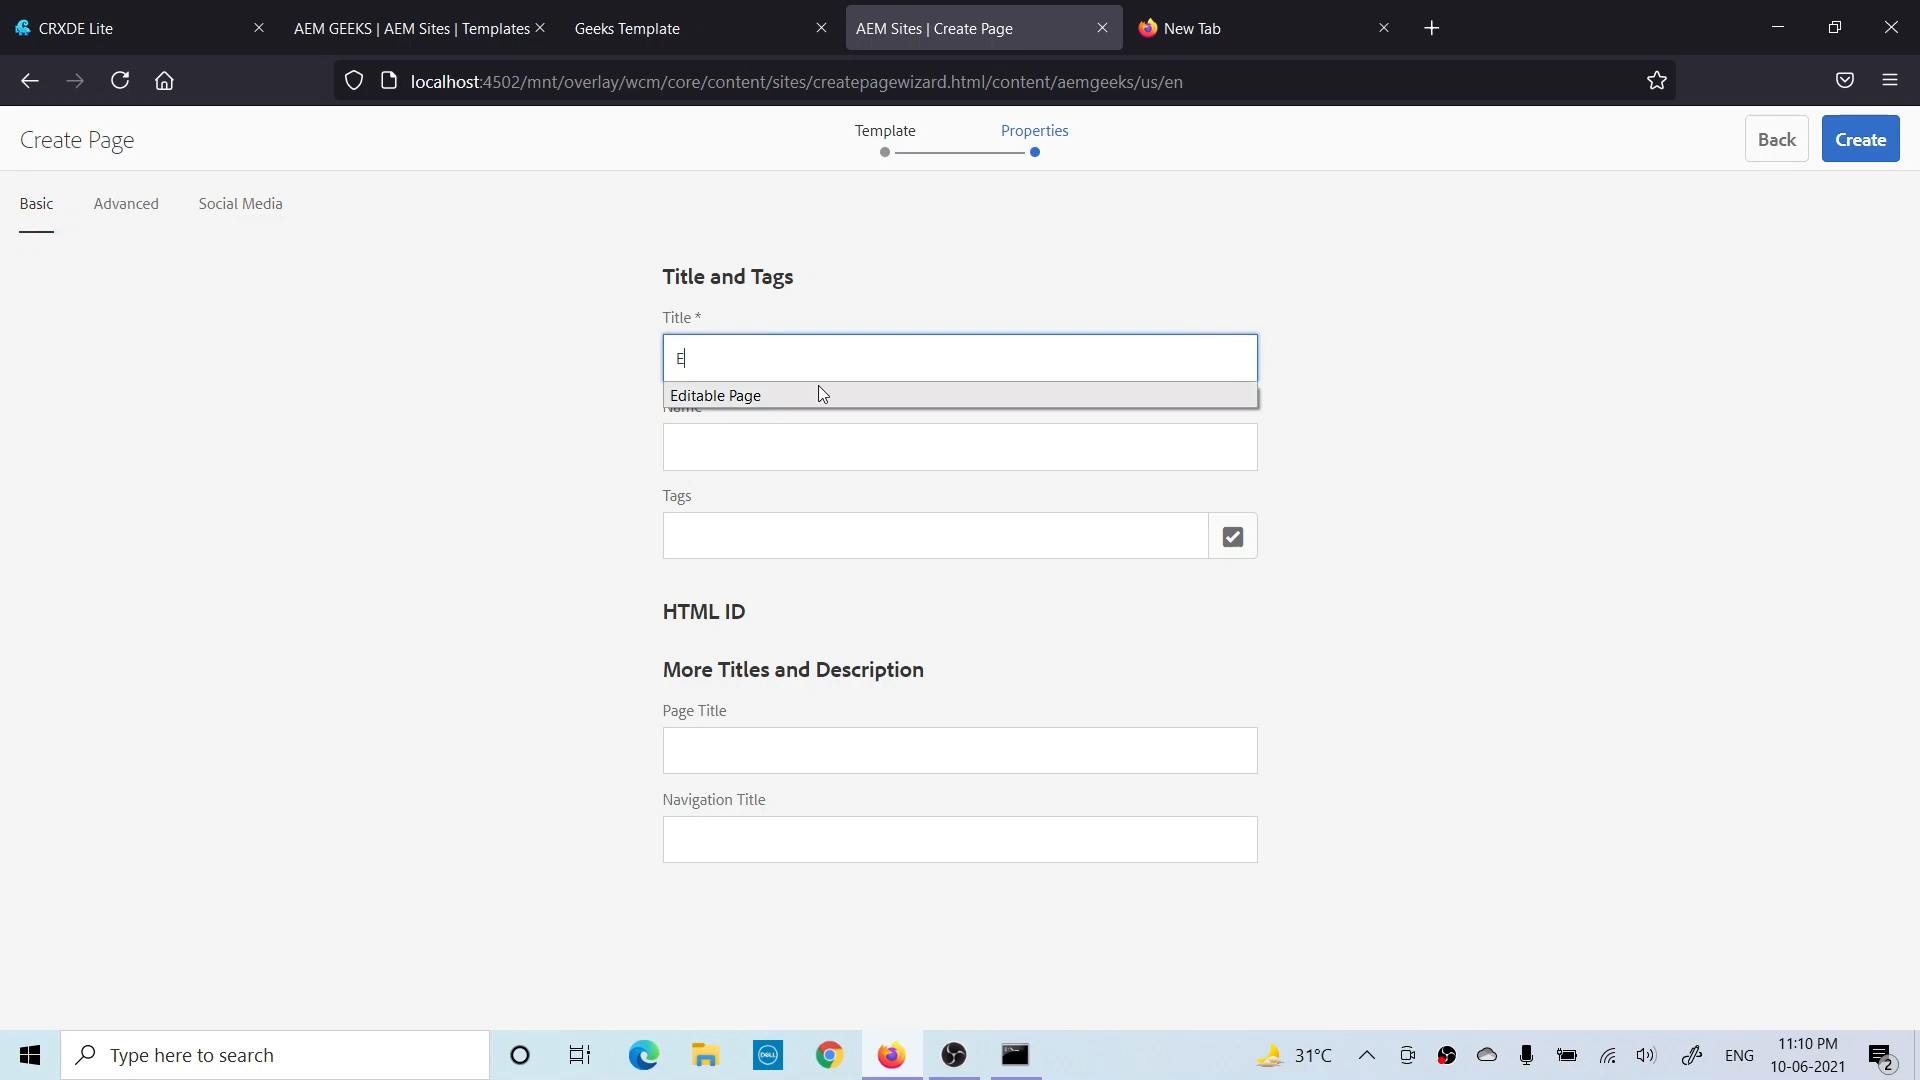 CRXDE Lite
AEM GEEKS | AEM Sites | Templates
Geeks Template
AEM Sites | Create Page
New Tab
localhost:4502/mnt/overlay/wcm/core/content/sites/createpagewizard.html/content/aemgeeks/us/en
Create Page
Template
Properties
Back
Create
Basic
Advanced
Social Media
Title and Tags
Title *
E
Editable Page
Name
Tags
HTML ID
More Titles and Description
Page Title
Navigation Title
Type here to search
DELL
31°C
ENG
11:10 PM
10-06-2021
2